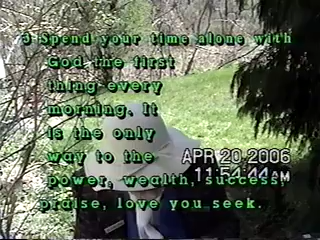 3 Spend your time alone with
God the first
thing every
morning. It
is the only
way to the
power, wealth, success,
praise, love you seek.
APR 20 2006
11:54:44 AM